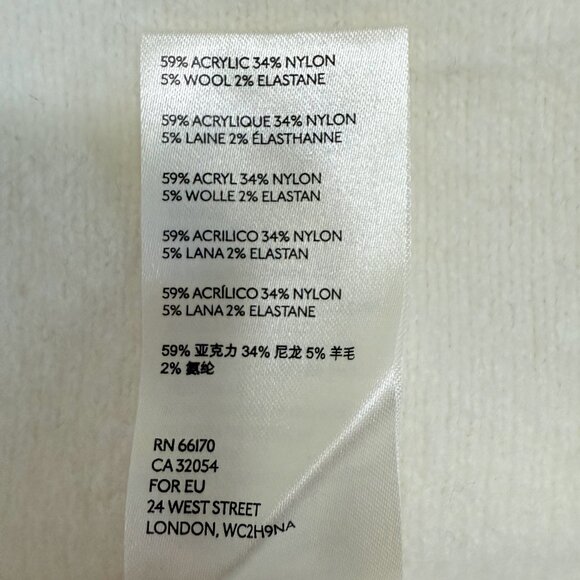 59% ACRYLIC 34% NYLON
5% WOOL 2% ELASTANE
59% ACRYLIQUE 34% NYLON
5% LAINE 2% ÉLASTHANNE
59% ACRYL 34% NYLON
5% WOLLE 2% ELASTAN
59% ACRILICO 34% NYLON
5% LANA 2% ELASTAN
59% ACRÍLICO 34% NYLON
5% LANA 2% ELASTANE
59% 亚克力 34% 尼龙 5% 羊毛
2% 氨纶
RN 66170
CA 32054
FOR EU
24 WEST STREET
LONDON, WC2H9NA